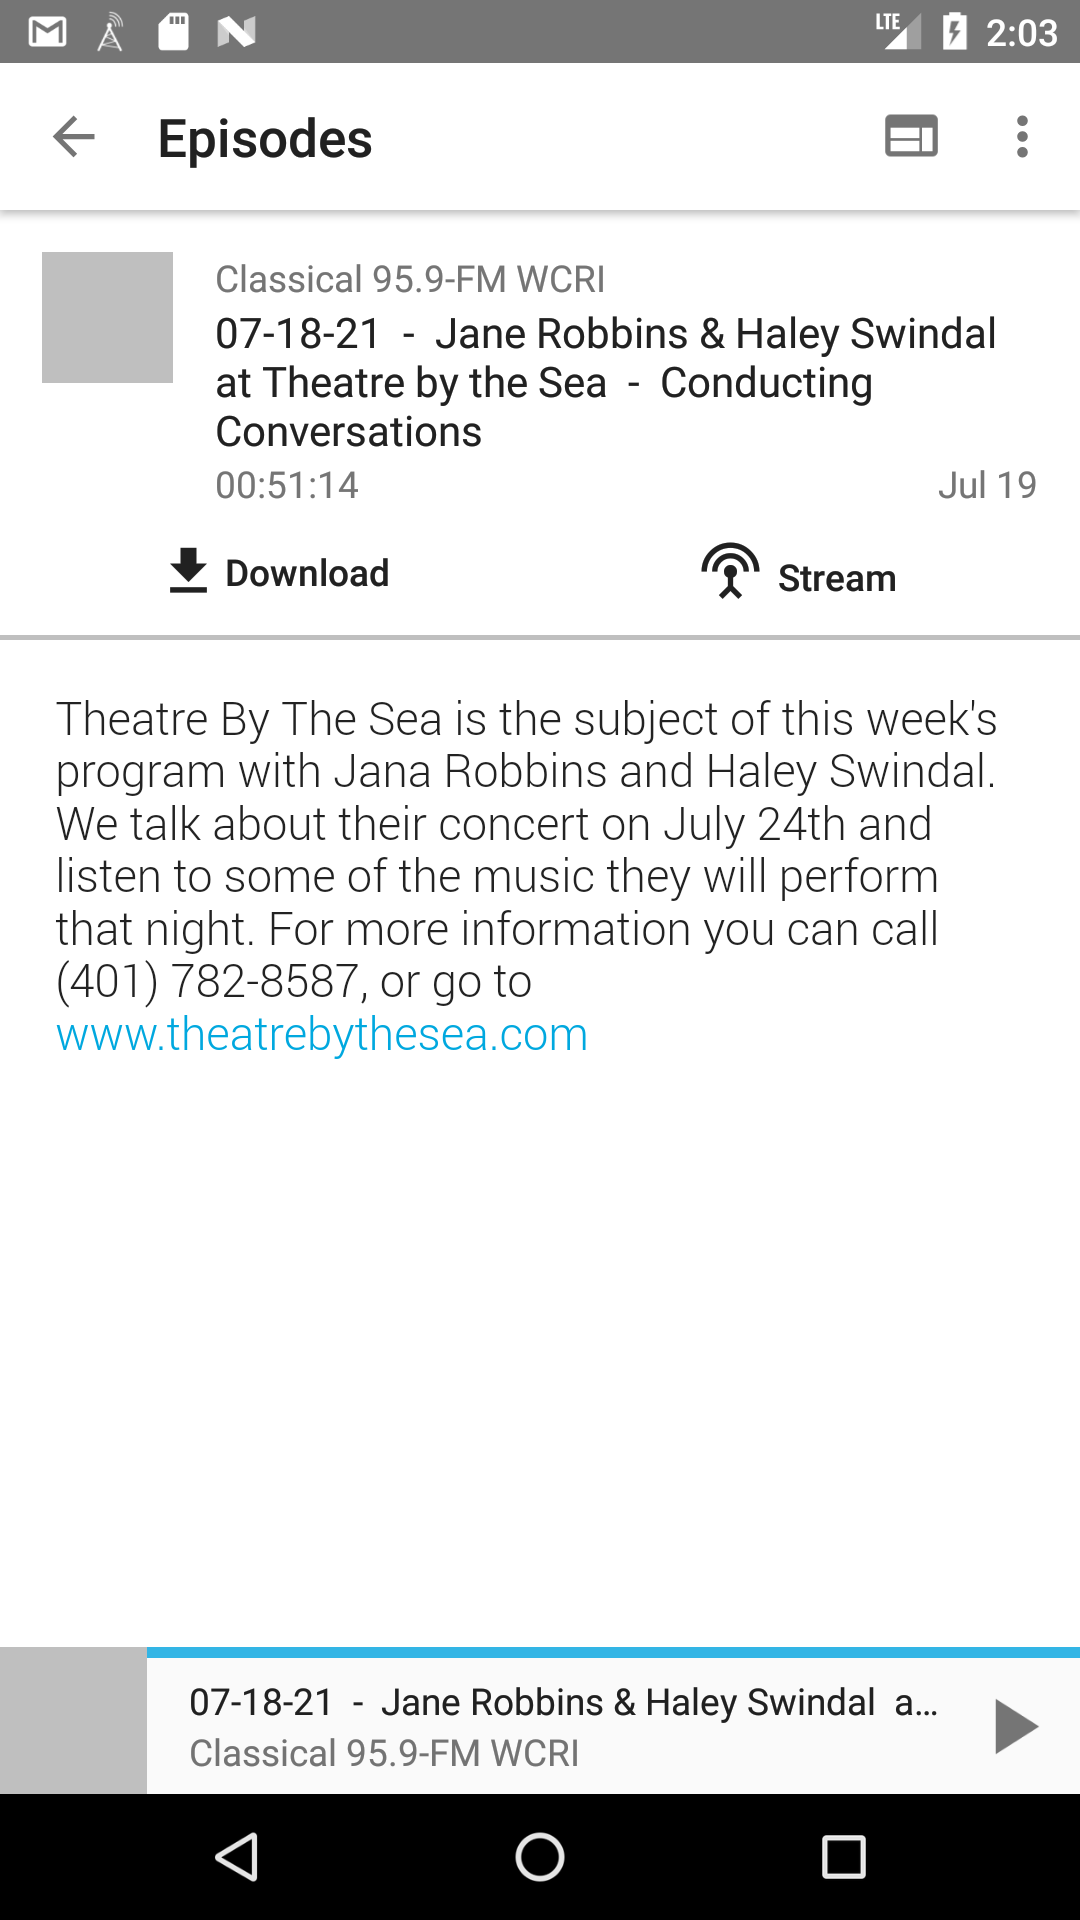 LTE 2:03
Episodes
Classical 95.9-FM WCRI
07-18-21  -  Jane Robbins & Haley Swindal
at Theatre by the Sea  -  Conducting
Conversations
00:51:14 Jul 19
Download Stream
Theatre By The Sea is the subject of this week's
program with Jana Robbins and Haley Swindal.
We talk about their concert on July 24th and
listen to some of the music they will perform
that night. For more information you can call
(401) 782-8587, or go to
www.theatrebythesea.com
07-18-21  -  Jane Robbins & Haley Swindal  a...
Classical 95.9-FM WCRI